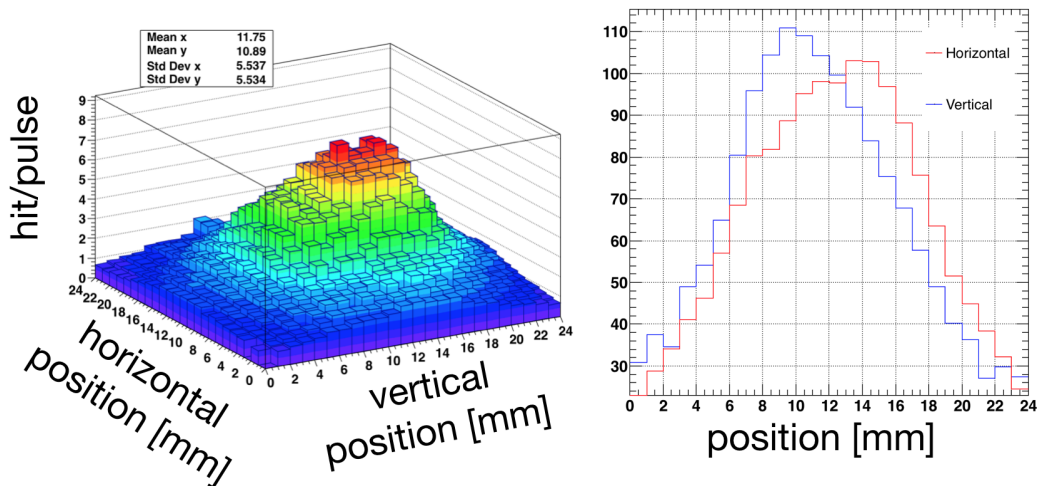 Mean x 11.75
Mean y 10.89
Std Dev x 5.537
Std Dev y 5.534
hit/pulse
9
8
7
6
5
4
3
2
1
0
24 22 20 18 16 14 12 10 8 6 4 2 0
0 2 4 6 8 10 12 14 16 18 20 22 24
horizontal
position [mm]
vertical
position [mm]
110
100
90
80
70
60
50
40
30
Horizontal
Vertical
0 2 4 6 8 10 12 14 16 18 20 22 24
position [mm]